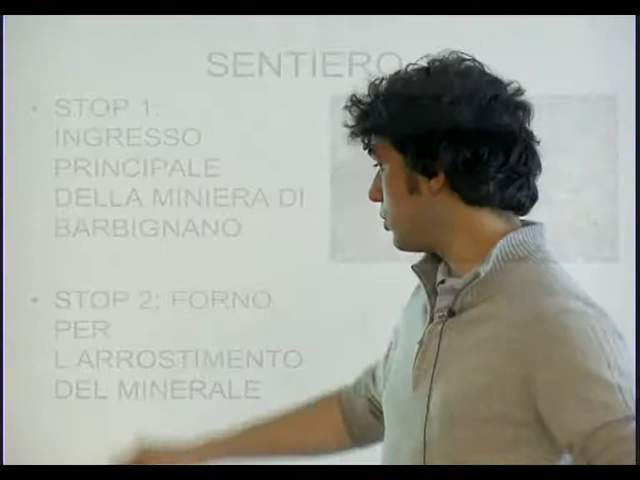 SENTIERO
• STOP 1:
INGRESSO
PRINCIPALE
DELLA MINIERA DI
BARBIGNANO
• STOP 2: FORNO
PER
L ARROSTIMENTO
DEL MINERALE